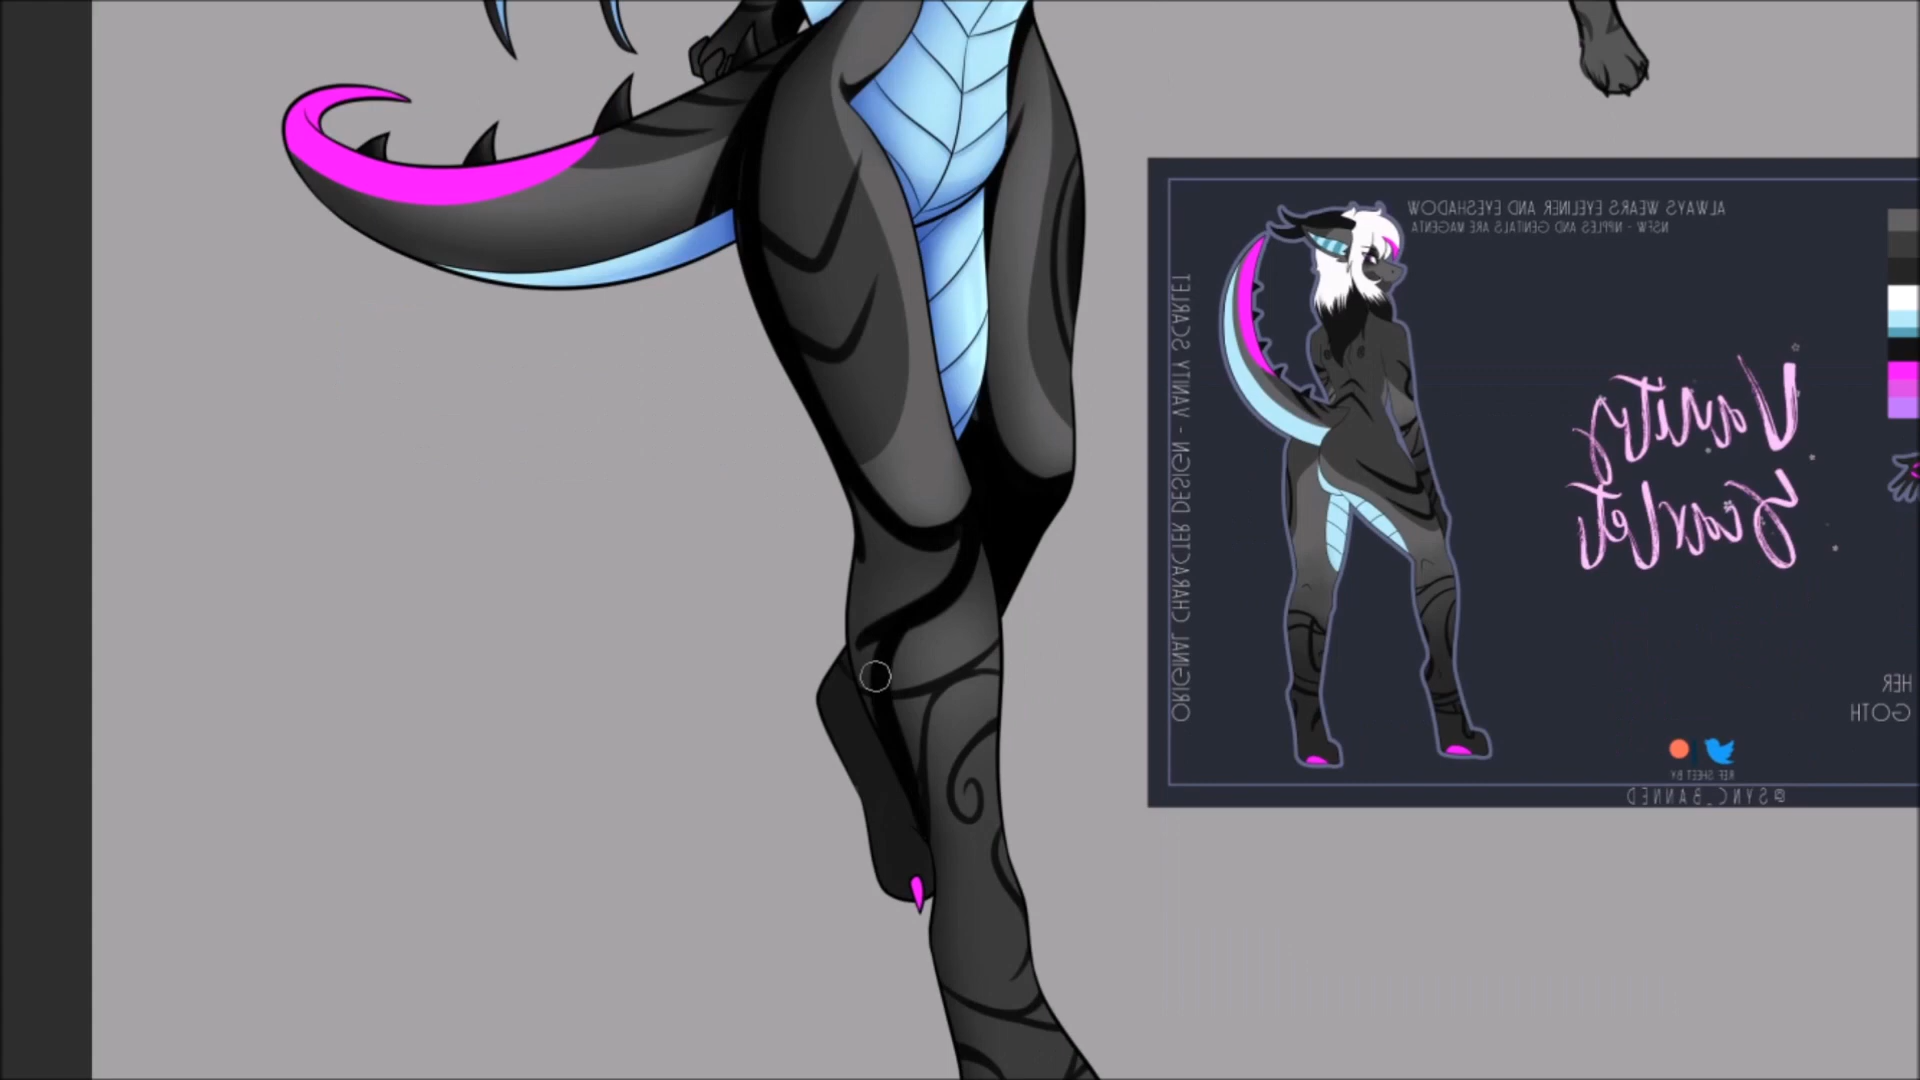 ALWAYS WEARS EYELINER AND EYESHADOW
NSFW - NIPPLES AND GENITALS ARE MAGENTA
ORIGINAL CHARACTER DESIGN - VANITY SCARLET
Vanity
Scarlet
HER
GOTH
REF SHEET BY
@SYNC_BANNED